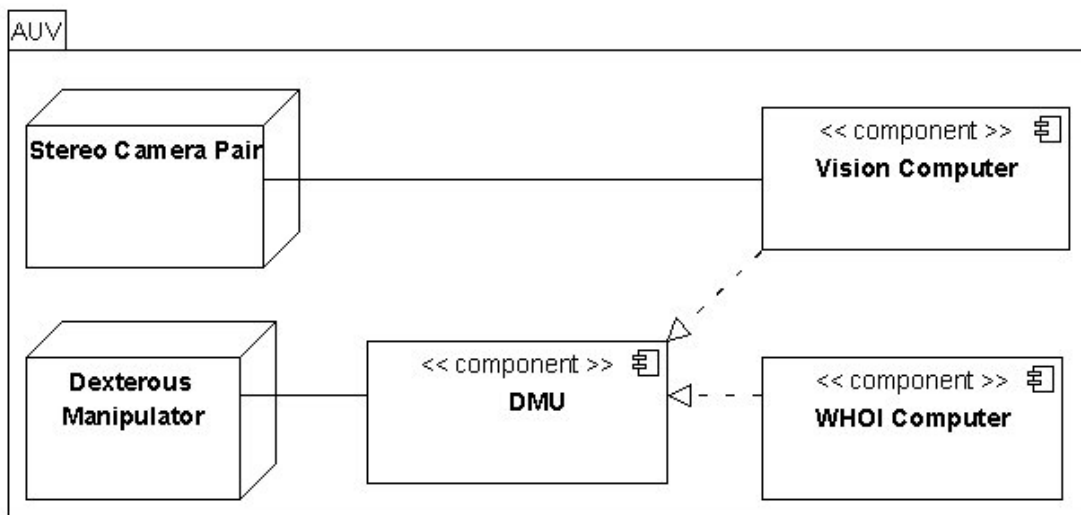 AUV
Stereo Camera Pair
<< component >>
Vision Computer
Dexterous
Manipulator
<< component >>
DMU
<< component >>
WHOI Computer